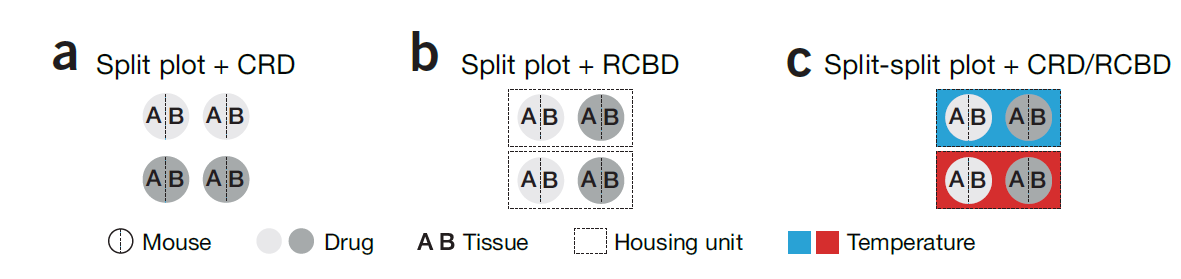 a Split plot + CRD
A B A B
A B A B
b Split plot + RCBD
A B A B
A B A B
c Split-split plot + CRD/RCBD
A B A B
A B A B
Mouse Drug A B Tissue Housing unit Temperature